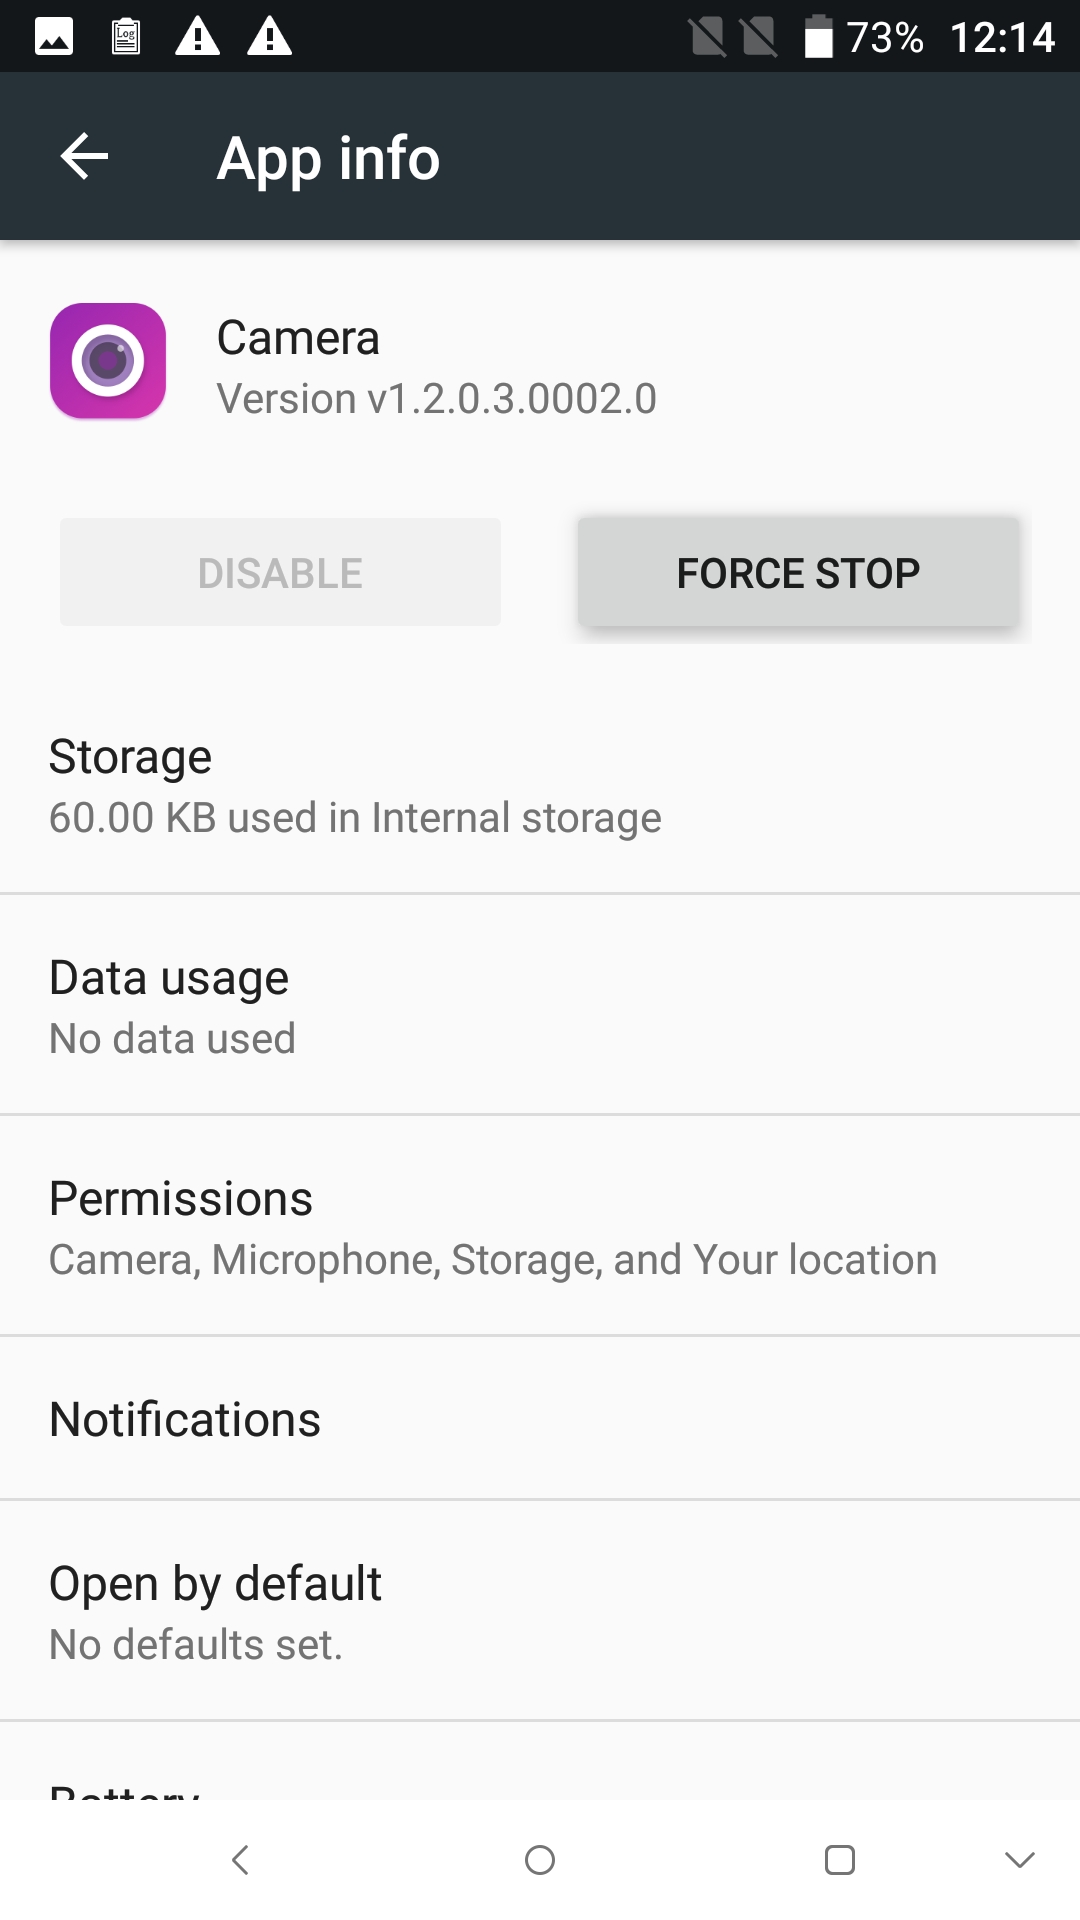 Log
73% 12:14
App info
Camera
Version v1.2.0.3.0002.0
DISABLE
FORCE STOP
Storage
60.00 KB used in Internal storage
Data usage
No data used
Permissions
Camera, Microphone, Storage, and Your location
Notifications
Open by default
No defaults set.
Battery